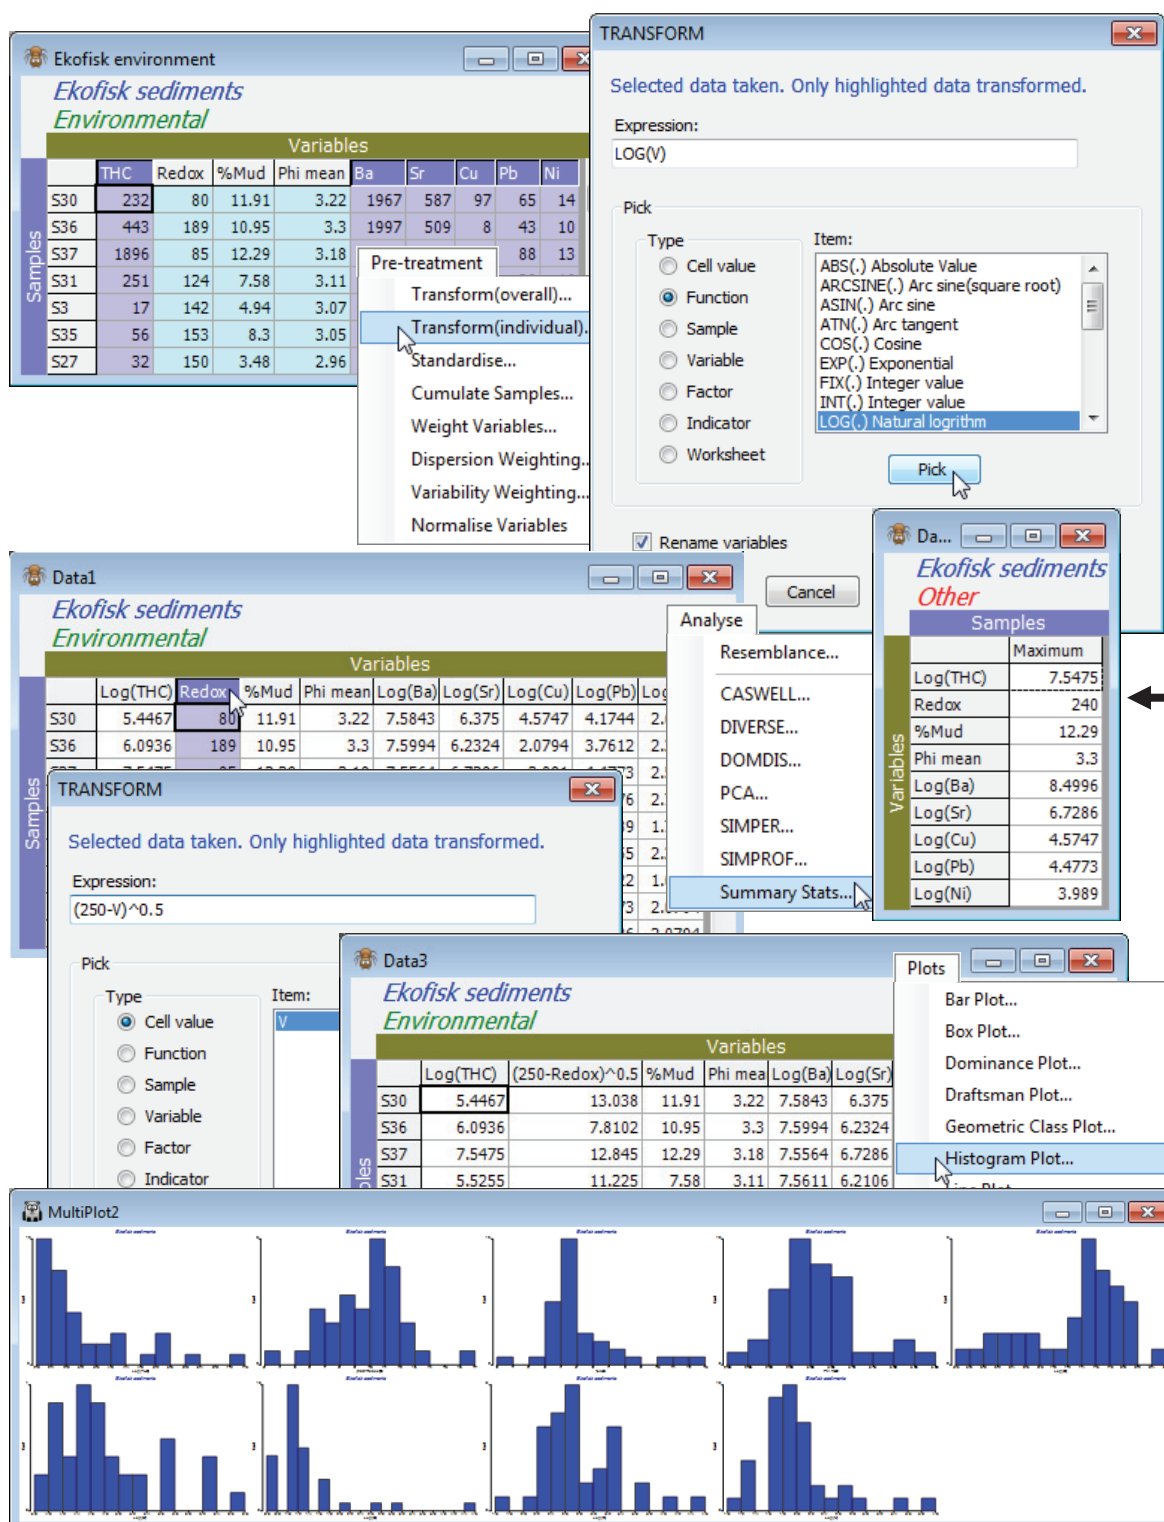 Ekofisk environment
Ekofisk sediments
Environmental
Variables
THC Redox %Mud Phi mean Ba Sr Cu Pb Ni
Samples
S30 232 80 11.91 3.22 1967 587 97 65 14
S36 443 189 10.95 3.3 1997 509 8 43 10
S37 1896 85 12.29 3.18 88 13
S31 251 124 7.58 3.11
S3 17 142 4.94 3.07
S35 56 153 8.3 3.05
S27 32 150 3.48 2.96
Pre-treatment
Transform(overall)...
Transform(individual).
Standardise...
Cumulate Samples...
Weight Variables...
Dispersion Weighting..
Variability Weighting...
Normalise Variables
TRANSFORM
Selected data taken. Only highlighted data transformed.
Expression:
LOG(V)
Pick
Type
Cell value
Function
Sample
Variable
Factor
Indicator
Worksheet
Item:
ABS(.) Absolute Value
ARCSINE(.) Arc sine(square root)
ASIN(.) Arc sine
ATN(.) Arc tangent
COS(.) Cosine
EXP(.) Exponential
FIX(.) Integer value
INT(.) Integer value
LOG(.) Natural logrithm
Pick
Rename variables
Cancel
Data1
Ekofisk sediments
Environmental
Variables
Log(THC) Redox %Mud Phi mean Log(Ba) Log(Sr) Log(Cu) Log(Pb)
Samples
S30 5.4467 80 11.91 3.22 7.5843 6.375 4.5747 4.1744
S36 6.0936 189 10.95 3.3 7.5994 6.2324 2.0794 3.7612
Analyse
Resemblance...
CASWELL...
DIVERSE...
DOMDIS...
PCA...
SIMPER...
SIMPROF...
Summary Stats...
Da...
Ekofisk sediments
Other
Samples
Maximum
Variables
Log(THC) 7.5475
Redox 240
%Mud 12.29
Phi mean 3.3
Log(Ba) 8.4996
Log(Sr) 6.7286
Log(Cu) 4.5747
Log(Pb) 4.4773
Log(Ni) 3.989
TRANSFORM
Selected data taken. Only highlighted data transformed.
Expression:
(250-V)^0.5
Pick
Type
Cell value
Function
Sample
Variable
Factor
Indicator
Item:
V
Data3
Ekofisk sediments
Environmental
Variables
Log(THC) (250-Redox)^0.5 %Mud Phi mea Log(Ba) Log(Sr)
S30 5.4467 13.038 11.91 3.22 7.5843 6.375
S36 6.0936 7.8102 10.95 3.3 7.5994 6.2324
S37 7.5475 12.845 12.29 3.18 7.5564 6.7286
S31 5.5255 11.225 7.58 3.11 7.5611 6.2106
Plots
Bar Plot...
Box Plot...
Dominance Plot...
Draftsman Plot...
Geometric Class Plot...
Histogram Plot...
MultiPlot2